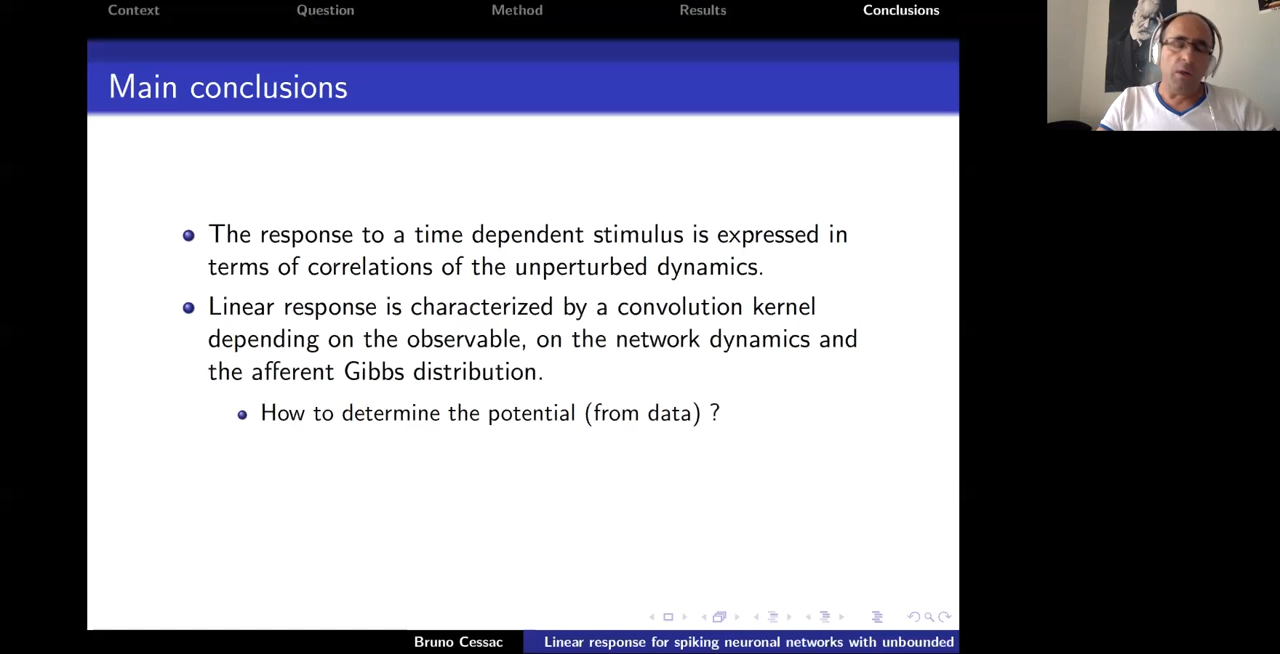 Context Question Method Results Conclusions
Main conclusions
The response to a time dependent stimulus is expressed in
terms of correlations of the unperturbed dynamics.
Linear response is characterized by a convolution kernel
depending on the observable, on the network dynamics and
the afferent Gibbs distribution.
How to determine the potential (from data) ?
Bruno Cessac Linear response for spiking neuronal networks with unbounded